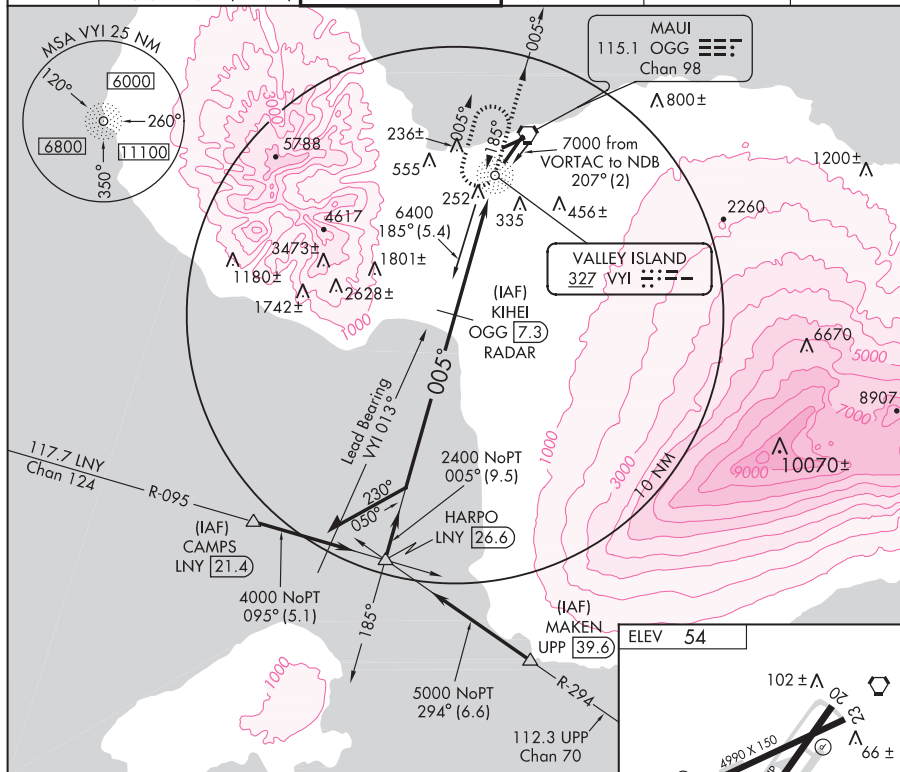 MSA VYI 25 NM
120°
6000
260°
6800
11100
350°
3000
5788
4617
3473±
1180±
1742±
2628±
1801±
1000
236±
555
252
005°
185°
005°
MAUI
115.1 OGG
Chan 98
800±
7000 from
VORTAC to NDB
207° (2)
1200±
2260
335
456±
6400
185° (5.4)
VALLEY ISLAND
327 VYI
(IAF)
KIHEI
OGG 7.3
RADAR
6670
5000
8907
7000
10070±
9000
3000
1000
10 NM
005°
Lead Bearing
VYI 013°
117.7 LNY
Chan 124
R-095
2400 NoPT
005° (9.5)
230°
050°
HARPO
LNY 26.6
(IAF)
CAMPS
LNY 21.4
4000 NoPT
095° (5.1)
185°
(IAF)
MAKEN
UPP 39.6
5000 NoPT
294° (6.6)
R-294
112.3 UPP
Chan 70
1000
ELEV 54
102 ±
20
23
4990 X 150
66 ±